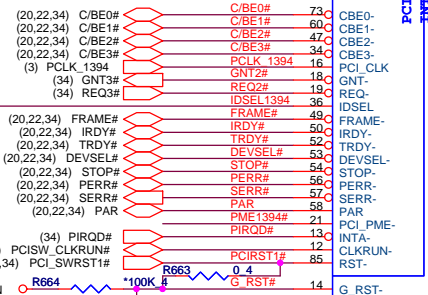 (20,22,34) C/BE0# C/BE0# 73 CBE0-
(20,22,34) C/BE1# C/BE1# 60 CBE1-
(20,22,34) C/BE2# C/BE2# 47 CBE2-
(20,22,34) C/BE3# C/BE3# 34 CBE3-
(3) PCLK_1394 PCLK_1394 16 PCI_CLK
(34) GNT3# GNT2# 18 GNT-
(34) REQ3# REQ2# 19 REQ-
IDSEL1394 36 IDSEL
(20,22,34) FRAME# FRAME# 49 FRAME-
(20,22,34) IRDY# IRDY# 50 IRDY-
(20,22,34) TRDY# TRDY# 52 TRDY-
(20,22,34) DEVSEL# DEVSEL# 53 DEVSEL-
(20,22,34) STOP# STOP# 54 STOP-
(20,22,34) PERR# PERR# 56 PERR-
(20,22,34) SERR# SERR# 57 SERR-
(20,22,34) PAR PAR 58 PAR
PME1394# 21 PCI_PME-
(34) PIRQD# PIRQD# 13 INTA-
) PCISW_CLKRUN# 12 CLKRUN-
,34) PCI_SWRST1# PCIRST1# 85 RST-
R663 0_4
R664 *100K_4 G_RST# 14 G_RST-
PCI
INT